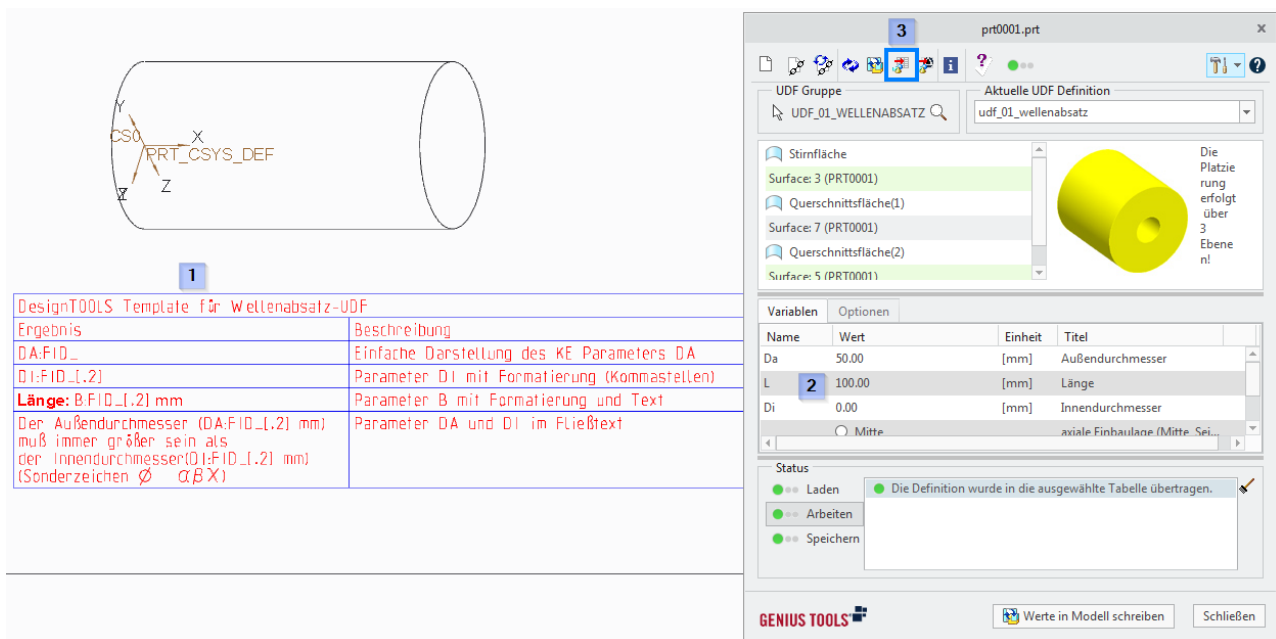 Y
CS0
X
PRT_CSYS_DEF
Z
1
DesignTOOLS Template für Wellenabsatz-UDF
Ergebnis
Beschreibung
DA:FID_
Einfache Darstellung des KE Parameters DA
DI:FID_[.2]
Parameter DI mit Formatierung (Kommastellen)
Länge: B:FID_[.2] mm
Parameter B mit Formatierung und Text
Der Außendurchmesser (DA:FID_[.2] mm)
muß immer größer sein als
der Innendurchmesser(DI:FID_[.2] mm)
(Sonderzeichen Ø αβχ)
Parameter DA und DI im Fließtext
3
prt0001.prt
UDF Gruppe
UDF_01_WELLENABSATZ
Aktuelle UDF Definition
udf_01_wellenabsatz
Stirnfläche
Surface: 3 (PRT0001)
Querschnittsfläche(1)
Surface: 7 (PRT0001)
Querschnittsfläche(2)
Surface: 5 (PRT0001)
Die
Platzie
rung
erfolgt
über
3
Ebene
n!
Variablen Optionen
Name Wert Einheit Titel
Da 50.00 [mm] Außendurchmesser
L 2 100.00 [mm] Länge
Di 0.00 [mm] Innendurchmesser
Mitte axiale Einbaulage (Mitte, Sei...
Status
Laden
Arbeiten
Speichern
Die Definition wurde in die ausgewählte Tabelle übertragen.
GENIUS TOOLS
Werte in Modell schreiben
Schließen